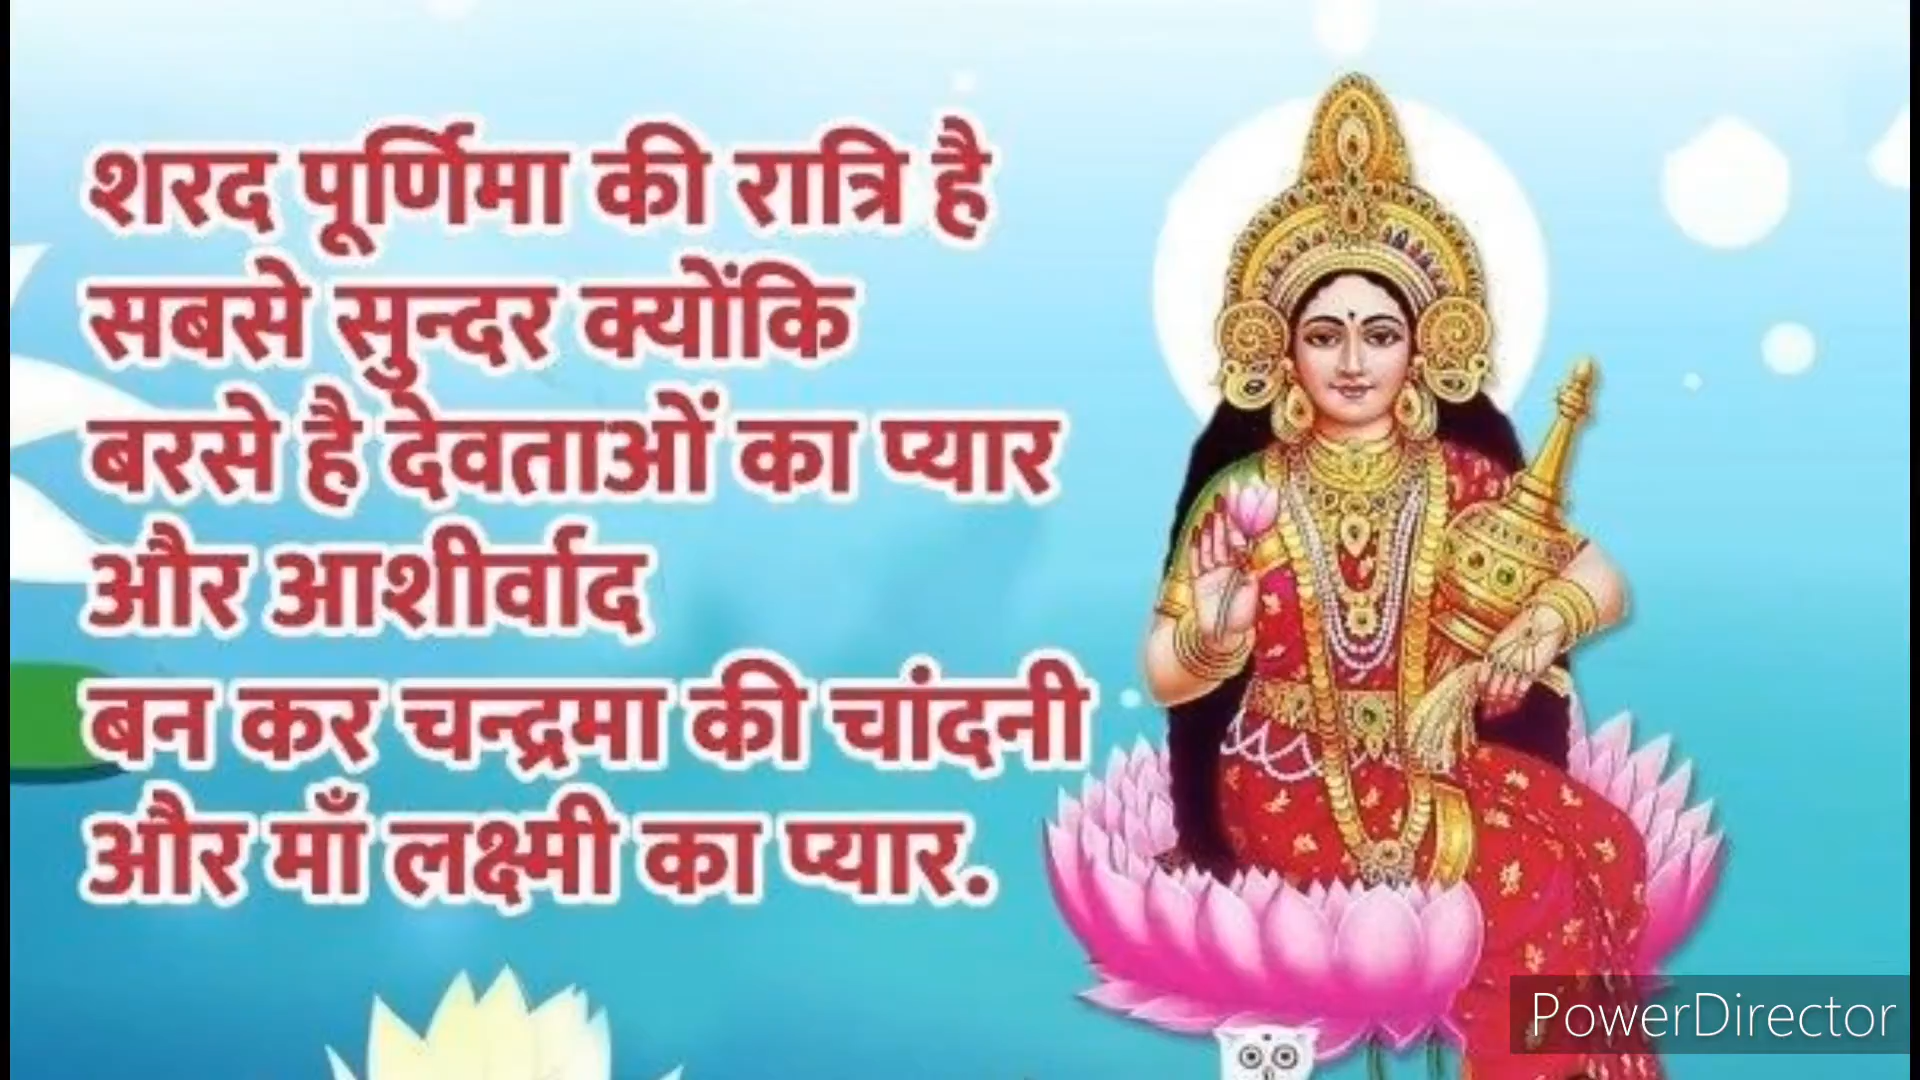 शरद पूर्णिमा की रात्रि है
सबसे सुन्दर क्योंकि
बरसे है देवताओं का प्यार
और आशीर्वाद
बन कर चन्द्रमा की चांदनी
और माँ लक्ष्मी का प्यार.
PowerDirector